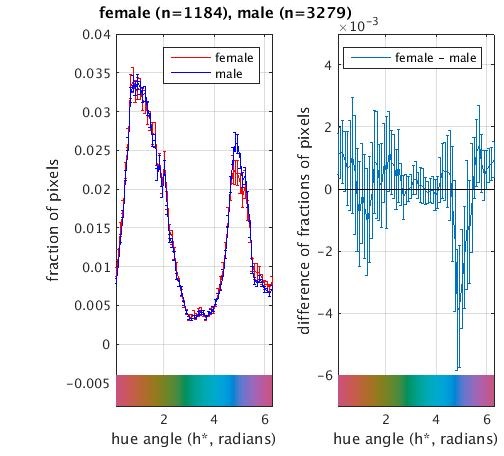 female (n=1184), male (n=3279)
×10⁻³
0.04
0.035
0.03
0.025
0.02
0.015
0.01
0.005
0
-0.005
fraction of pixels
female
male
2
4
6
hue angle (h*, radians)
4
2
0
-2
-4
-6
difference of fractions of pixels
female - male
2
4
6
hue angle (h*, radians)